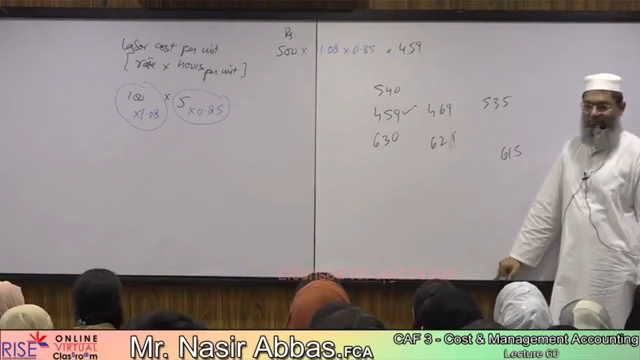 Labor cost per unit
[rate × hours per unit]
100 × 5
×1.08 ×0.85
Rs
500 × 1.08 × 0.85 = 459
540
459✓ 469 535
630
615
RISE ONLINE VIRTUAL Classroom
Mr. Nasir Abbas.FCA
CAF 3 - Cost & Management Accounting
Lecture 60